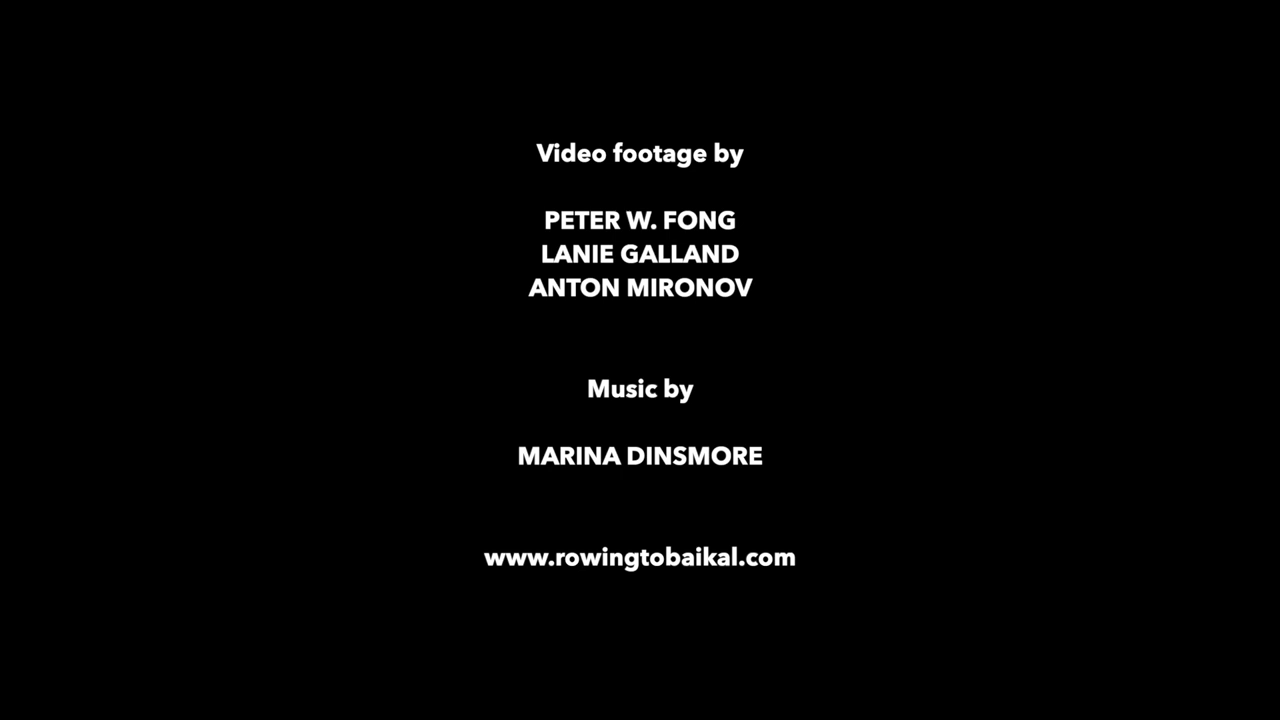 Video footage by
PETER W. FONG
LANIE GALLAND
ANTON MIRONOV
Music by
MARINA DINSMORE
www.rowingtobaikal.com